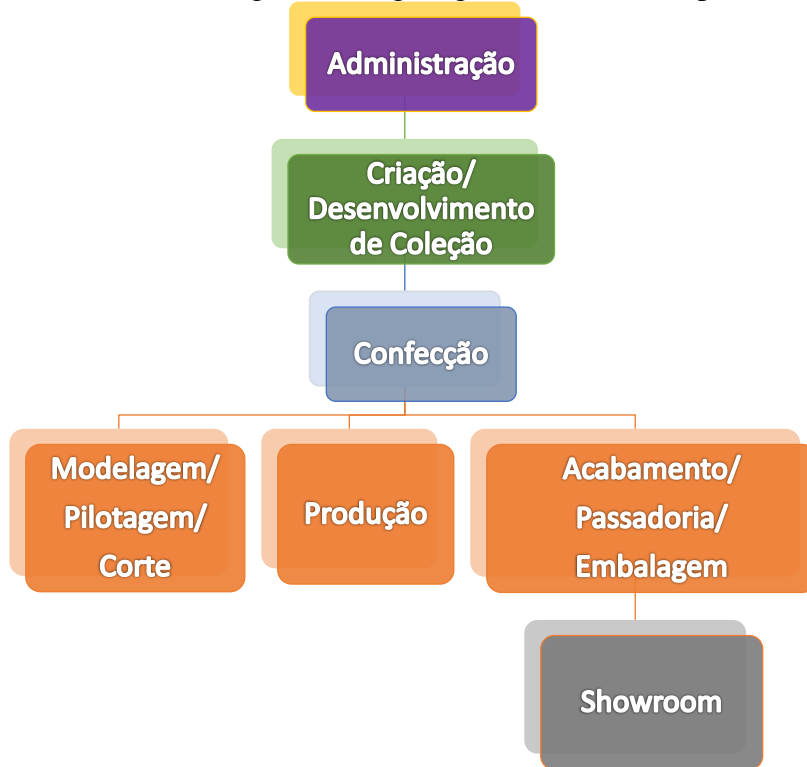 Administração
Criação/
Desenvolvimento
de Coleção
Confecção
Modelagem/
Pilotagem/
Corte
Produção
Acabamento/
Passadoria/
Embalagem
Showroom